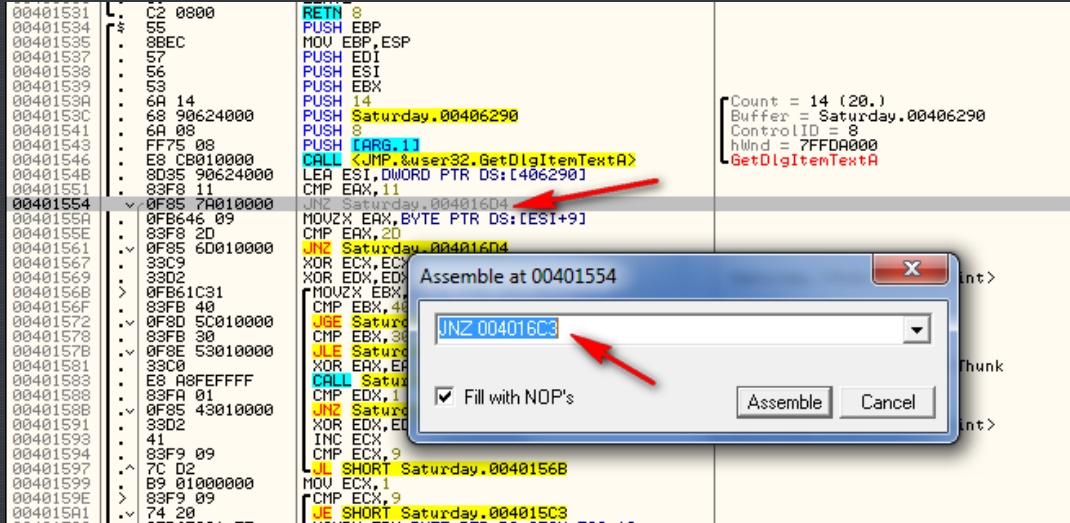 00401531 . C2 0800 RETN 8
00401534 $ 55 PUSH EBP
00401535 . 8BEC MOV EBP,ESP
00401537 . 57 PUSH EDI
00401538 . 56 PUSH ESI
00401539 . 53 PUSH EBX
0040153A . 6A 14 PUSH 14 Count = 14 (20.)
0040153C . 68 90624000 PUSH Saturday.00406290 Buffer = Saturday.00406290
00401541 . 6A 08 PUSH 8 ControlID = 8
00401543 . FF75 08 PUSH [ARG.1] hWnd = 7FFDA000
00401546 . E8 CB010000 CALL <JMP.&user32.GetDlgItemTextA> GetDlgItemTextA
0040154B . 8D35 90624000 LEA ESI,DWORD PTR DS:[406290]
00401551 . 83F8 11 CMP EAX,11
00401554 0F85 7A010000 JNZ Saturday.004016D4
0040155A . 0FB646 09 MOVZX EAX,BYTE PTR DS:[ESI+9]
0040155E . 83F8 2D CMP EAX,2D
00401561 . 0F85 6D010000 JNZ Saturday.004016D4
00401567 . 33C9 XOR ECX,ECX
00401569 . 33D2 XOR EDX,EDX int>
0040156B > 0FB61C31 MOVZX EBX,
0040156F . 83FB 40 CMP EBX,40
00401572 . 0F8D 5C010000 JGE Satur
00401578 . 83FB 30 CMP EBX,30
0040157B . 0F8E 53010000 JLE Satur
00401581 . 33C0 XOR EAX,EA Thunk
00401583 . E8 A8FEFFFF CALL Satur
00401588 . 83FA 01 CMP EDX,1
0040158B . 0F85 43010000 JNZ Satur
00401591 . 33D2 XOR EDX,ED int>
00401593 . 41 INC ECX
00401594 . 83F9 09 CMP ECX,9
00401597 .^ 7C D2 JL SHORT Saturday.0040156B
00401599 . B9 01000000 MOV ECX,1
0040159E > 83F9 09 CMP ECX,9
004015A1 . 74 20 JE SHORT Saturday.004015C3
Assemble at 00401554
JNZ 004016C3
Fill with NOP's
Assemble
Cancel